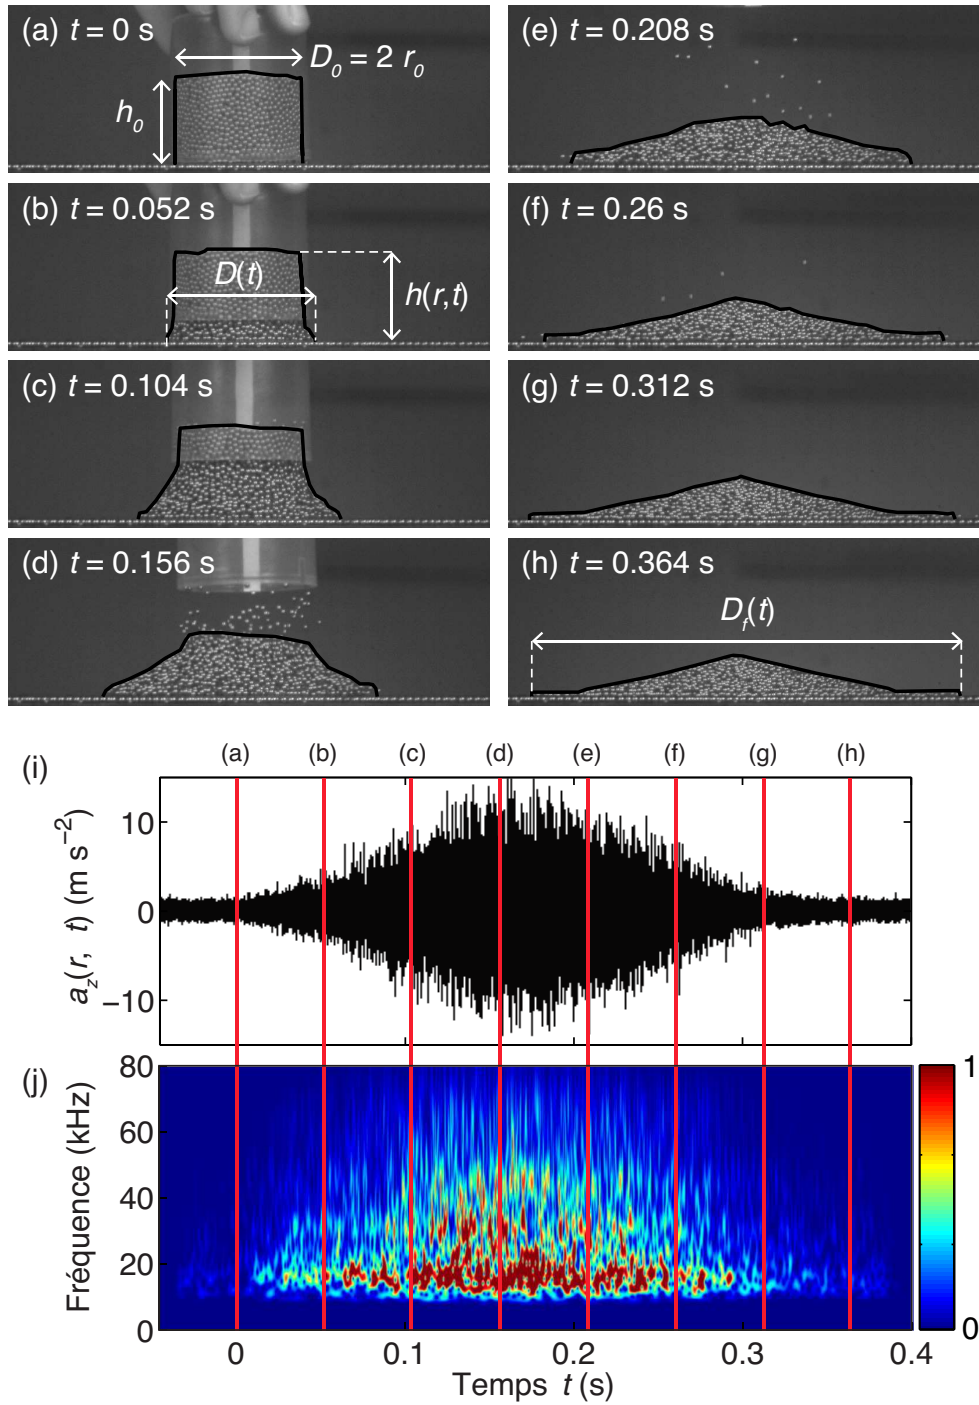 (a) t = 0 s
D₀ = 2 r₀
h₀
(b) t = 0.052 s
D(t)
h(r,t)
(c) t = 0.104 s
(d) t = 0.156 s
(e) t = 0.208 s
(f) t = 0.26 s
(g) t = 0.312 s
(h) t = 0.364 s
D_f(t)
(i)
(a) (b) (c) (d) (e) (f) (g) (h)
a_z(r, t) (m s⁻²)
10
0
−10
(j)
Fréquence (kHz)
80
60
40
20
0
1
0
0 0.1 0.2 0.3 0.4
Temps t (s)